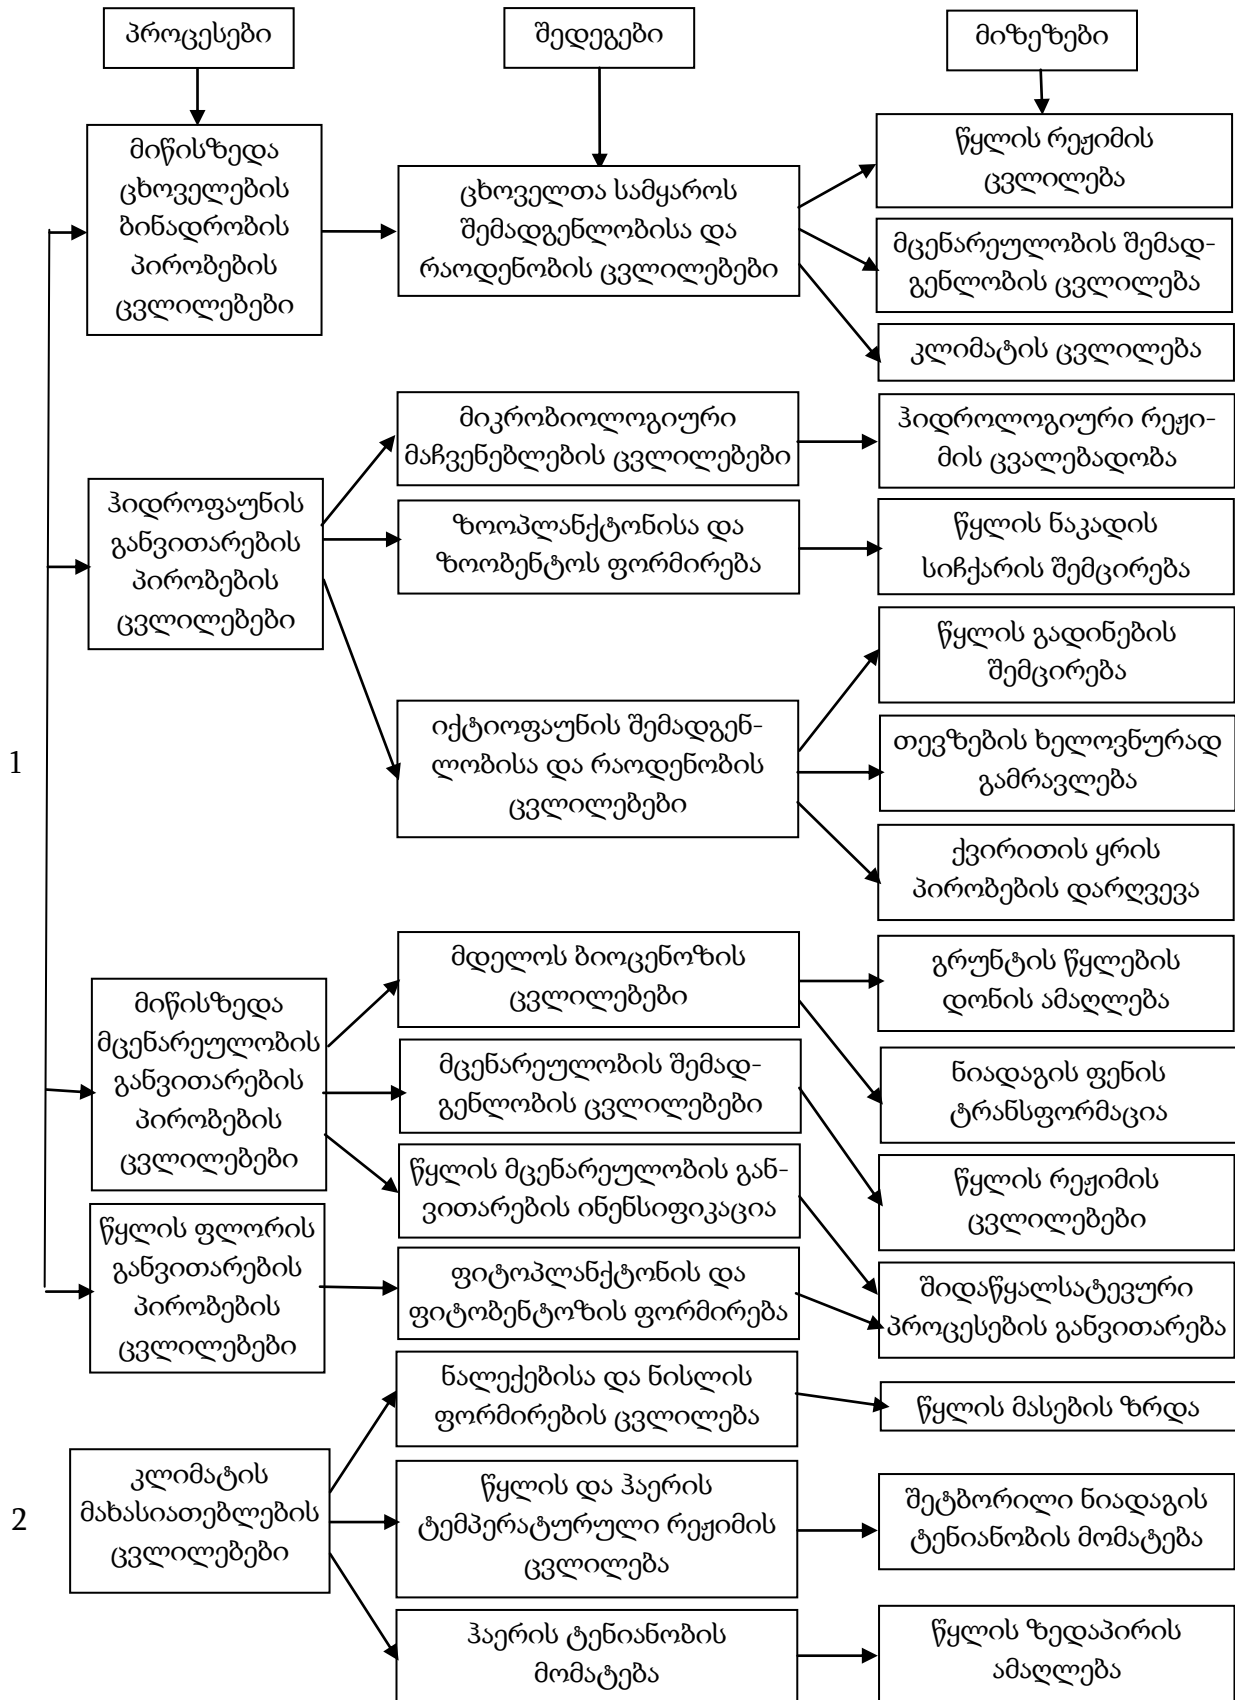 პროცესები
შედეგები
მიზეზები
მიწისზედა
ცხოველების
ბინადრობის
პირობების
ცვლილებები
ცხოველთა სამყაროს
შემადგენლობისა და
რაოდენობის ცვლილებები
წყლის რეჟიმის
ცვლილება
მცენარეულობის შემად-
გენლობის ცვლილება
კლიმატის ცვლილება
1
ჰიდროფაუნის
განვითარების
პირობების
ცვლილებები
მიკრობიოლოგიური
მაჩვენებლების ცვლილებები
ჰიდროლოგიური რეჟი-
მის ცვალებადობა
ზოოპლანქტონისა და
ზოობენტოს ფორმირება
წყლის ნაკადის
სიჩქარის შემცირება
იქტიოფაუნის შემადგენ-
ლობისა და რაოდენობის
ცვლილებები
წყლის გადინების
შემცირება
თევზების ხელოვნურად
გამრავლება
ქვირითის ყრის
პირობების დარღვევა
მიწისზედა
მცენარეულობის
განვითარების
პირობების
ცვლილებები
მდელოს ბიოცენოზის
ცვლილებები
გრუნტის წყლების
დონის ამაღლება
ნიადაგის ფენის
ტრანსფორმაცია
მცენარეულობის შემად-
გენლობის ცვლილებები
წყლის რეჟიმის
ცვლილებები
წყლის მცენარეულობის გან-
ვითარების ინენსიფიკაცია
წყლის ფლორის
განვითარების
პირობების
ცვლილებები
ფიტოპლანქტონის და
ფიტობენტოზის ფორმირება
შიდაწყალსატევური
პროცესების განვითარება
2
კლიმატის
მახასიათებლების
ცვლილებები
ნალექებისა და ნისლის
ფორმირების ცვლილება
წყლის მასების ზრდა
წყლის და ჰაერის
ტემპერატურული რეჟიმის
ცვლილება
შეტბორილი ნიადაგის
ტენიანობის მომატება
ჰაერის ტენიანობის
მომატება
წყლის ზედაპირის
ამაღლება